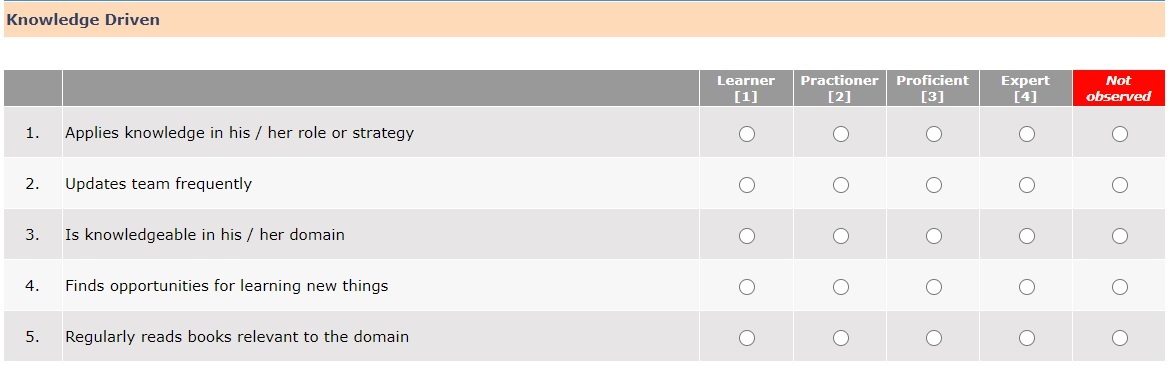 Knowledge Driven
Learner Practioner Proficient Expert Not
[1] [2] [3] [4] observed
1. Applies knowledge in his / her role or strategy
2. Updates team frequently
3. Is knowledgeable in his / her domain
4. Finds opportunities for learning new things
5. Regularly reads books relevant to the domain